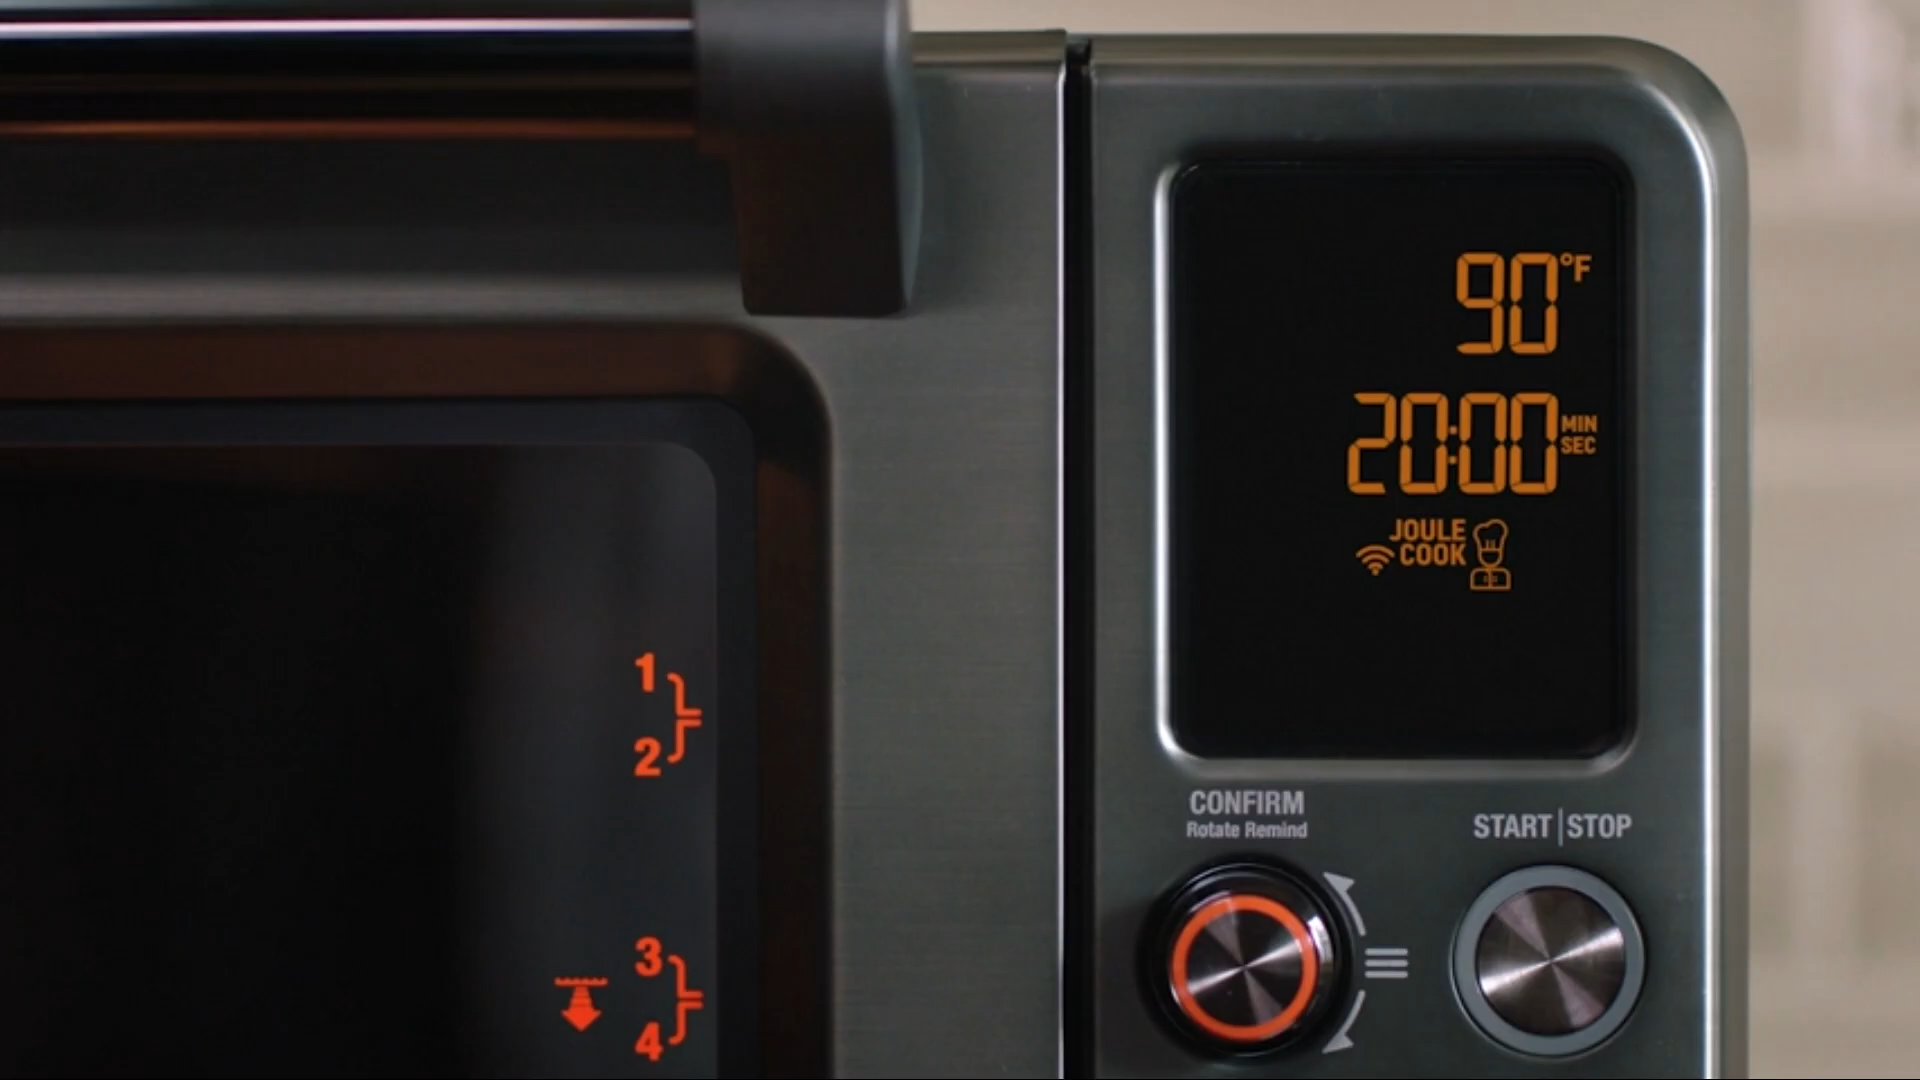 90°F
20:00 MIN SEC
JOULE
COOK
1
2
CONFIRM
Rotate Remind
START|STOP
3
4